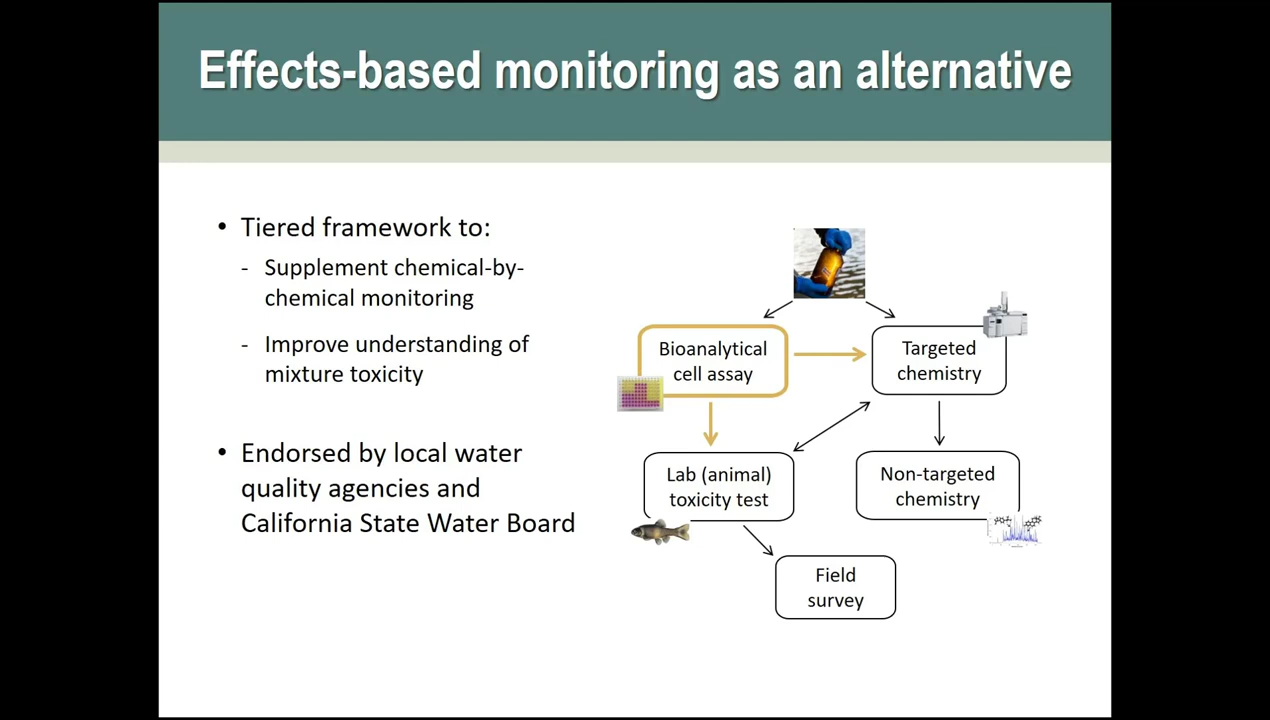 Effects-based monitoring as an alternative
• Tiered framework to:
- Supplement chemical-by-
chemical monitoring
- Improve understanding of
mixture toxicity
• Endorsed by local water
quality agencies and
California State Water Board
Bioanalytical
cell assay
Targeted
chemistry
Lab (animal)
toxicity test
Non-targeted
chemistry
Field
survey